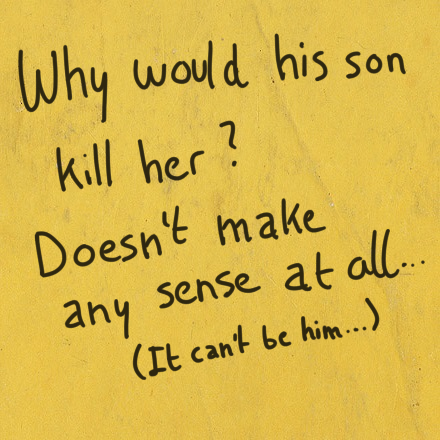 Why would his son
kill her?
Doesn't make
any sense at all...
(It can't be him...)